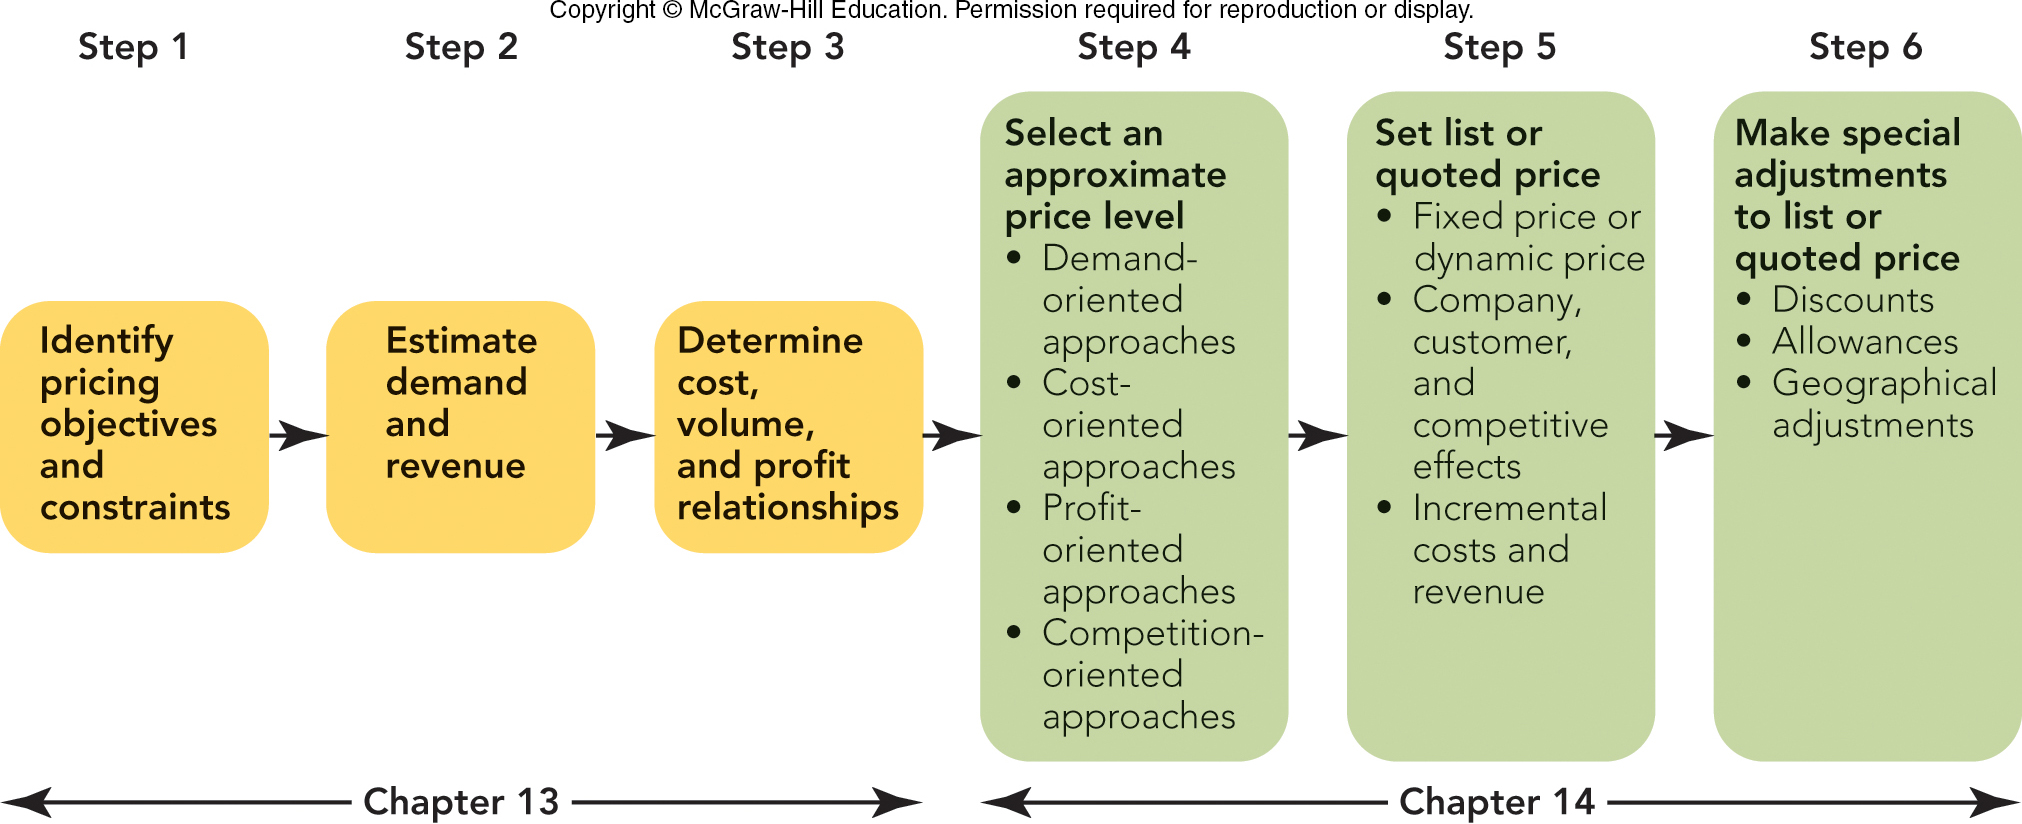 Copyright © McGraw-Hill Education. Permission required for reproduction or display.
Step 1
Step 2
Step 3
Step 4
Step 5
Step 6
Identify
pricing
objectives
and
constraints
Estimate
demand
and
revenue
Determine
cost,
volume,
and profit
relationships
Select an
approximate
price level
• Demand-
oriented
approaches
• Cost-
oriented
approaches
• Profit-
oriented
approaches
• Competition-
oriented
approaches
Set list or
quoted price
• Fixed price or
dynamic price
• Company,
customer,
and
competitive
effects
• Incremental
costs and
revenue
Make special
adjustments
to list or
quoted price
• Discounts
• Allowances
• Geographical
adjustments
Chapter 13
Chapter 14